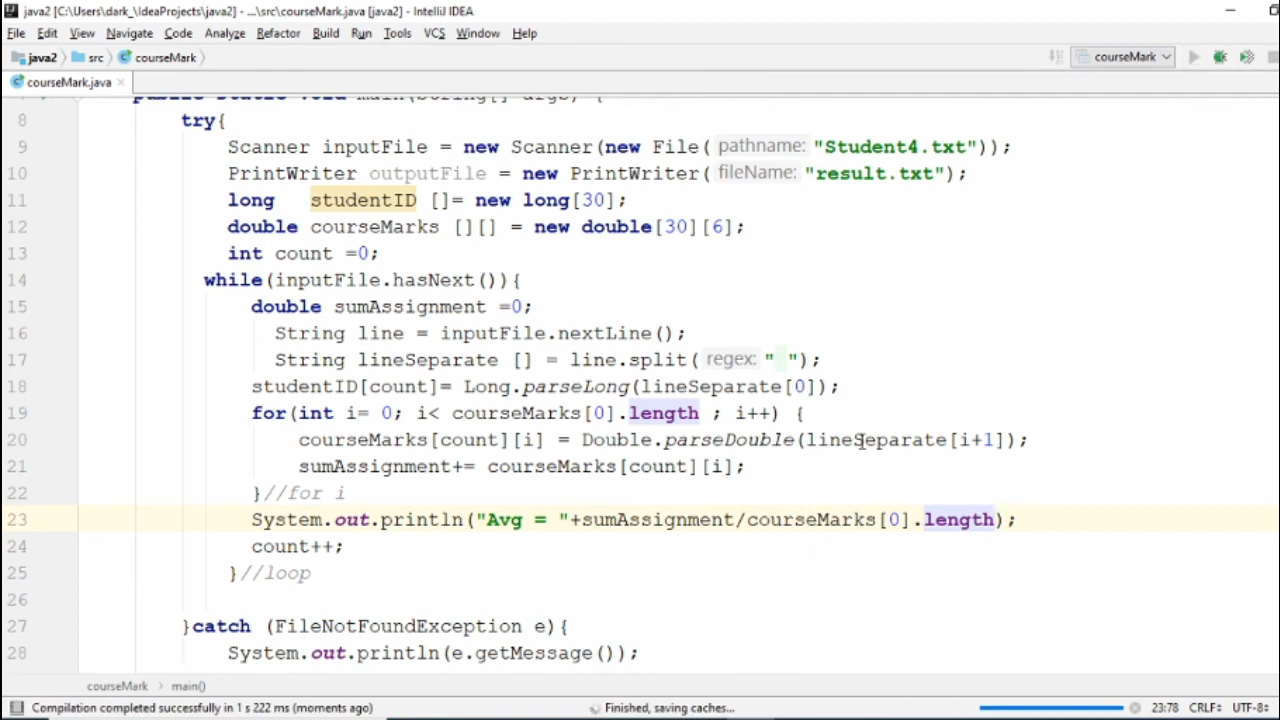 java2 [C:\Users\dark_\IdeaProjects\java2] - ...\src\courseMark.java [java2] - IntelliJ IDEA
File Edit View Navigate Code Analyze Refactor Build Run Tools VCS Window Help
java2 src courseMark courseMark
courseMark.java
public static void main(String[] args) {
8 try{
9 Scanner inputFile = new Scanner(new File( pathname: "Student4.txt"));
10 PrintWriter outputFile = new PrintWriter( fileName: "result.txt");
11 long studentID []= new long[30];
12 double courseMarks [][] = new double[30][6];
13 int count =0;
14 while(inputFile.hasNext()){
15 double sumAssignment =0;
16 String line = inputFile.nextLine();
17 String lineSeparate [] = line.split( regex: " ");
18 studentID[count]= Long.parseLong(lineSeparate[0]);
19 for(int i= 0; i< courseMarks[0].length ; i++) {
20 courseMarks[count][i] = Double.parseDouble(lineSeparate[i+1]);
21 sumAssignment+= courseMarks[count][i];
22 }//for i
23 System.out.println("Avg = "+sumAssignment/courseMarks[0].length);
24 count++;
25 }//loop
26
27 }catch (FileNotFoundException e){
28 System.out.println(e.getMessage());
courseMark main()
Compilation completed successfully in 1 s 222 ms (moments ago) Finished, saving caches... 23:78 CRLF UTF-8